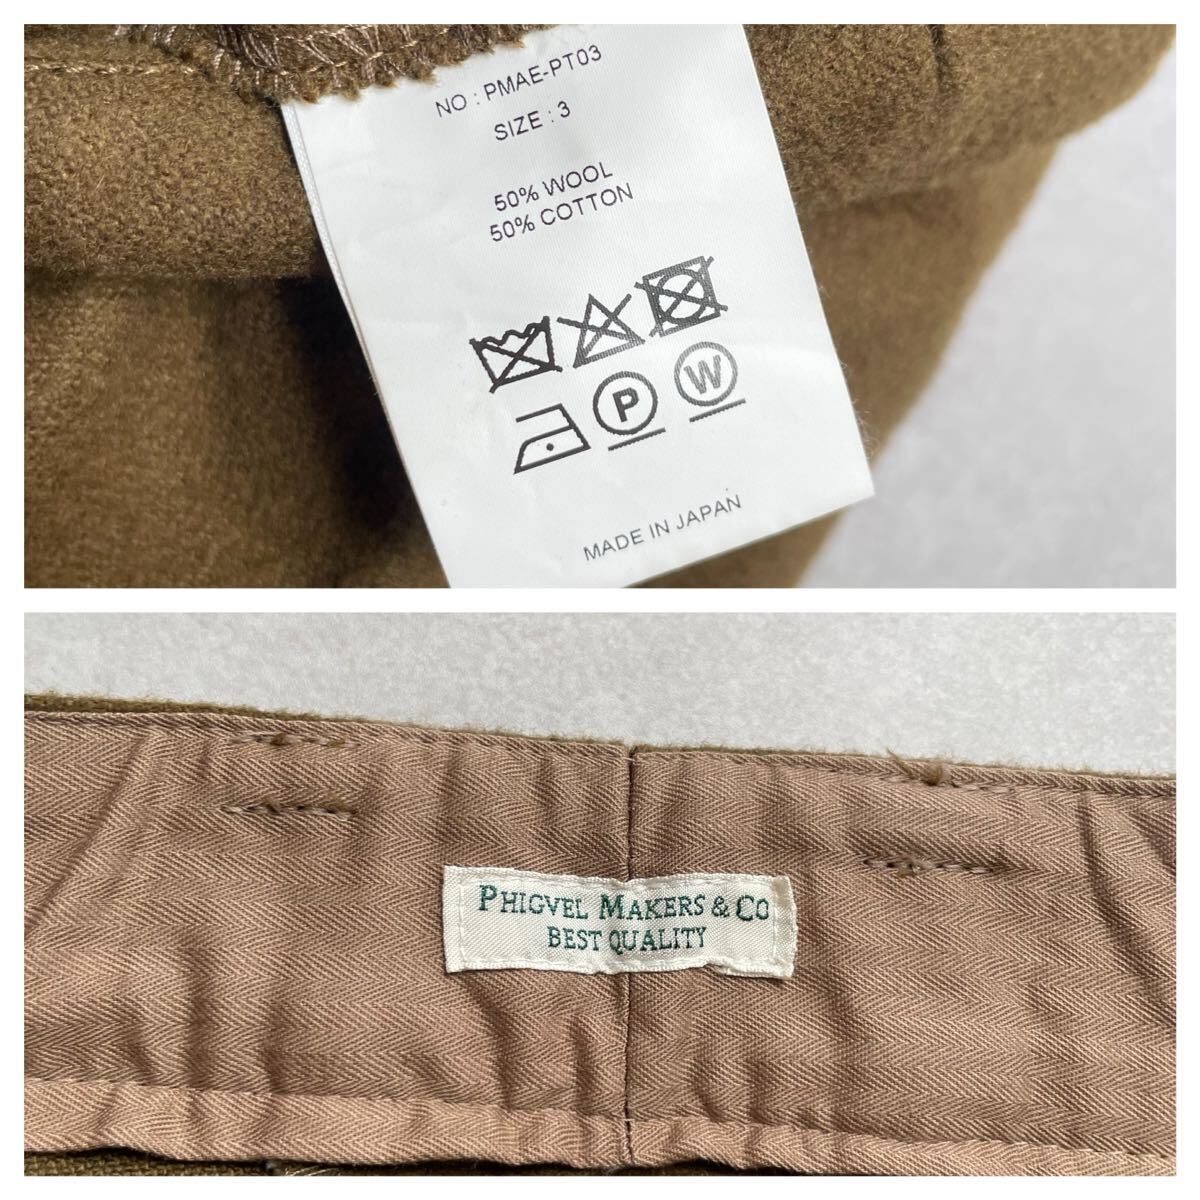 NO : PMAE-PT03
SIZE : 3
50% WOOL
50% COTTON
P
W
MADE IN JAPAN
PHIGVEL MAKERS & CO
BEST QUALITY